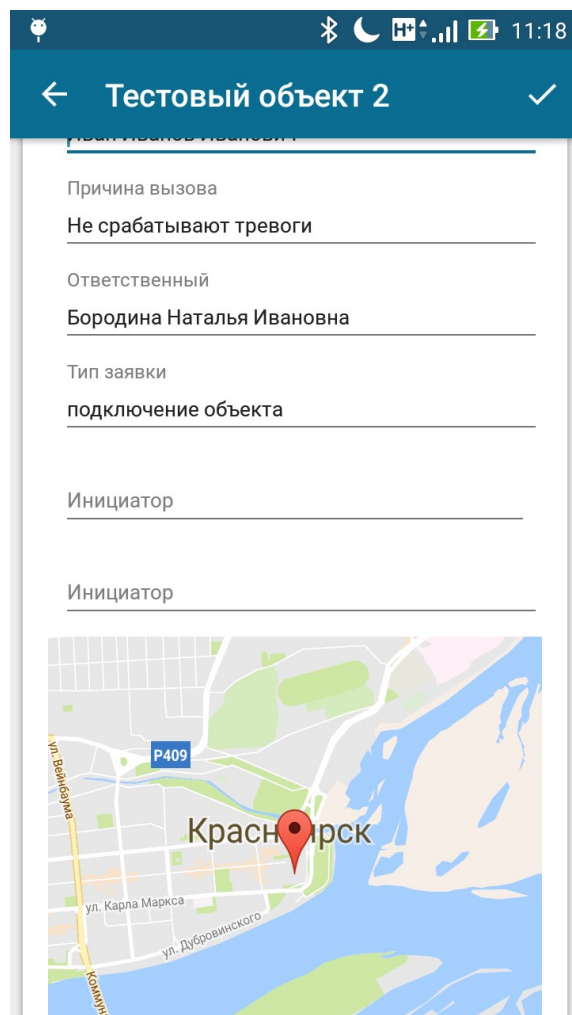 H+ 11:18
Тестовый объект 2
Причина вызова
Не срабатывают тревоги
Ответственный
Бородина Наталья Ивановна
Тип заявки
подключение объекта
Инициатор
Инициатор
ул. Вейнбаума
P409
ул. Карла Маркса
ул. Дубровинского